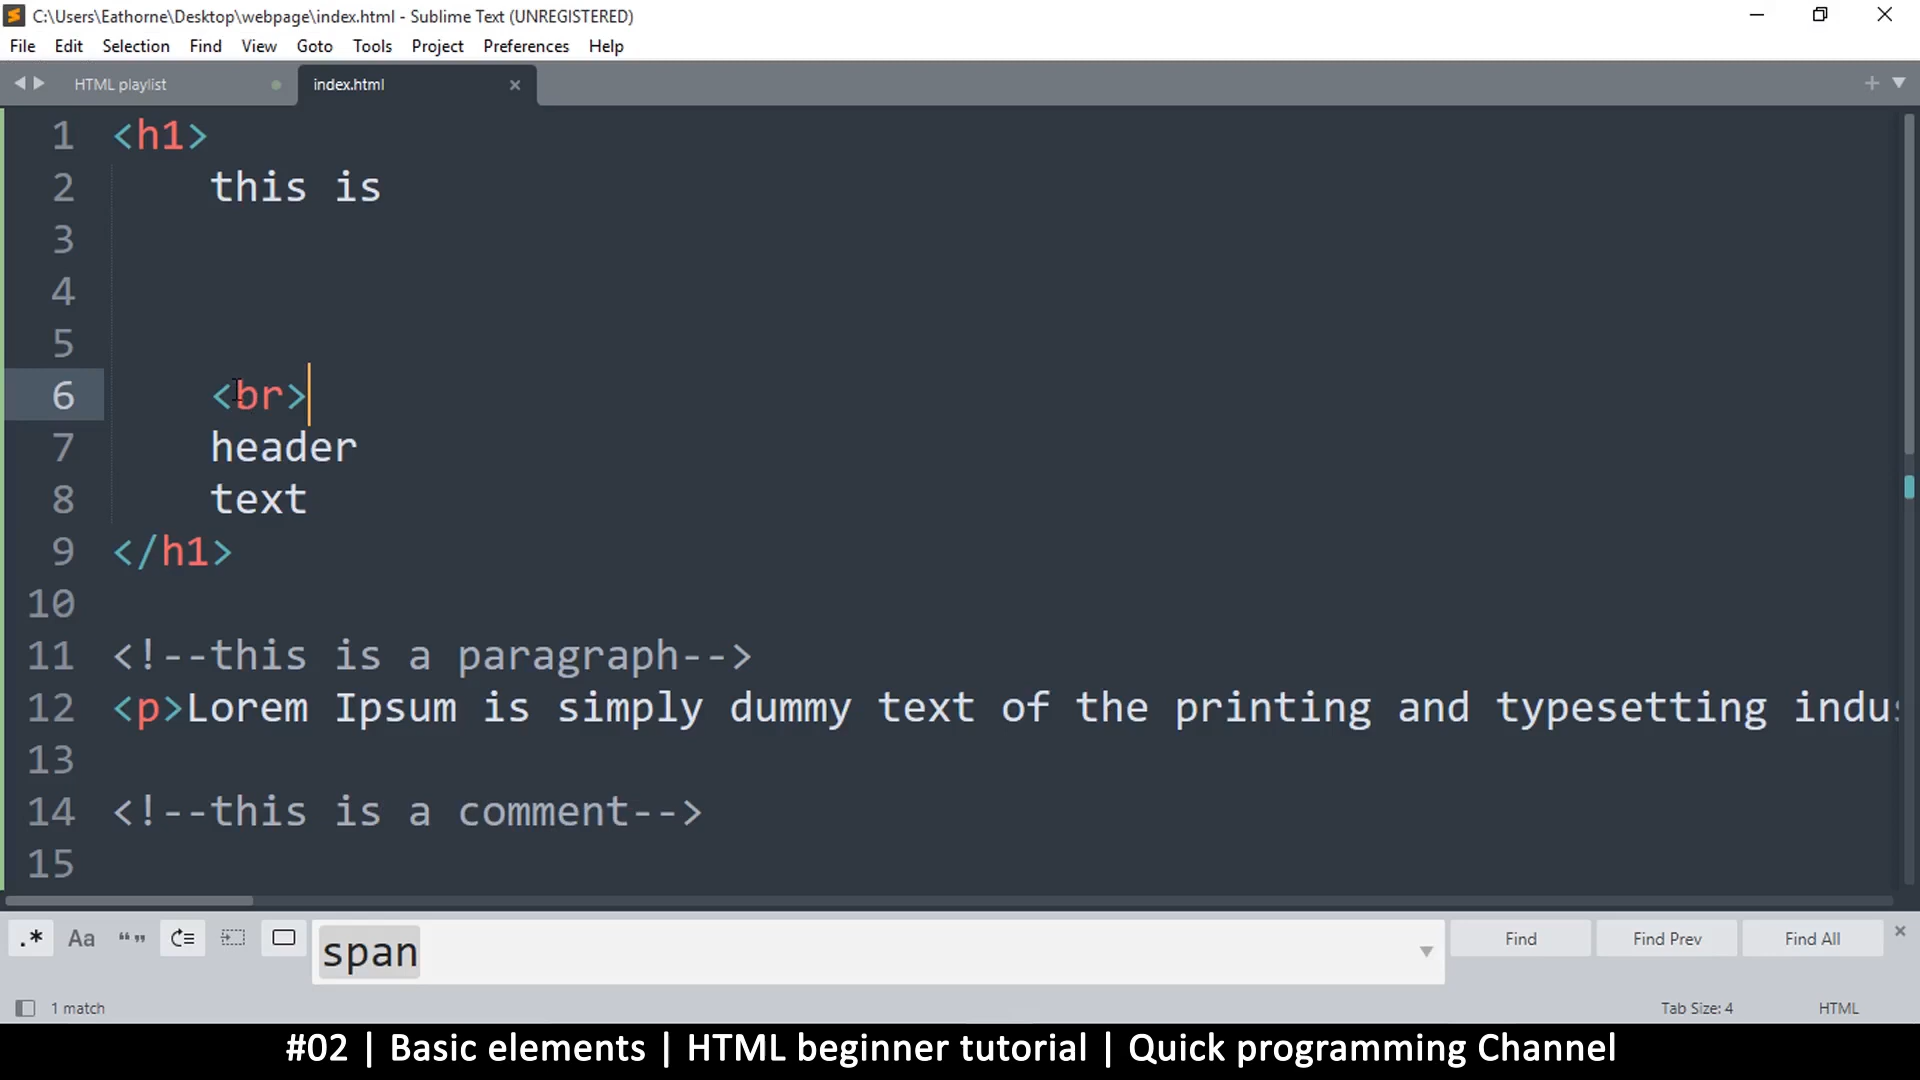 C:\Users\Eathorne\Desktop\webpage\index.html - Sublime Text (UNREGISTERED)
File Edit Selection Find View Goto Tools Project Preferences Help
HTML playlist index.html
1 <h1>
2 this is
3
4
5
6 <br>
7 header
8 text
9 </h1>
10
11 <!--this is a paragraph-->
12 <p>Lorem Ipsum is simply dummy text of the printing and typesetting indus
13
14 <!--this is a comment-->
15
.* Aa “” span Find Find Prev Find All
1 match Tab Size: 4 HTML
#02 | Basic elements | HTML beginner tutorial | Quick programming Channel